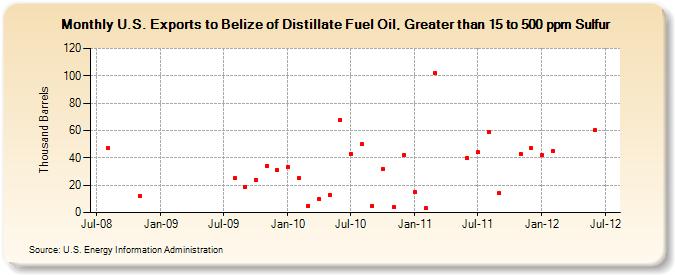 Monthly U.S. Exports to Belize of Distillate Fuel Oil, Greater than 15 to 500 ppm Sulfur
Thousand Barrels
120
100
80
60
40
20
0
Jul-08 Jan-09 Jul-09 Jan-10 Jul-10 Jan-11 Jul-11 Jan-12 Jul-12
Source: U.S. Energy Information Administration